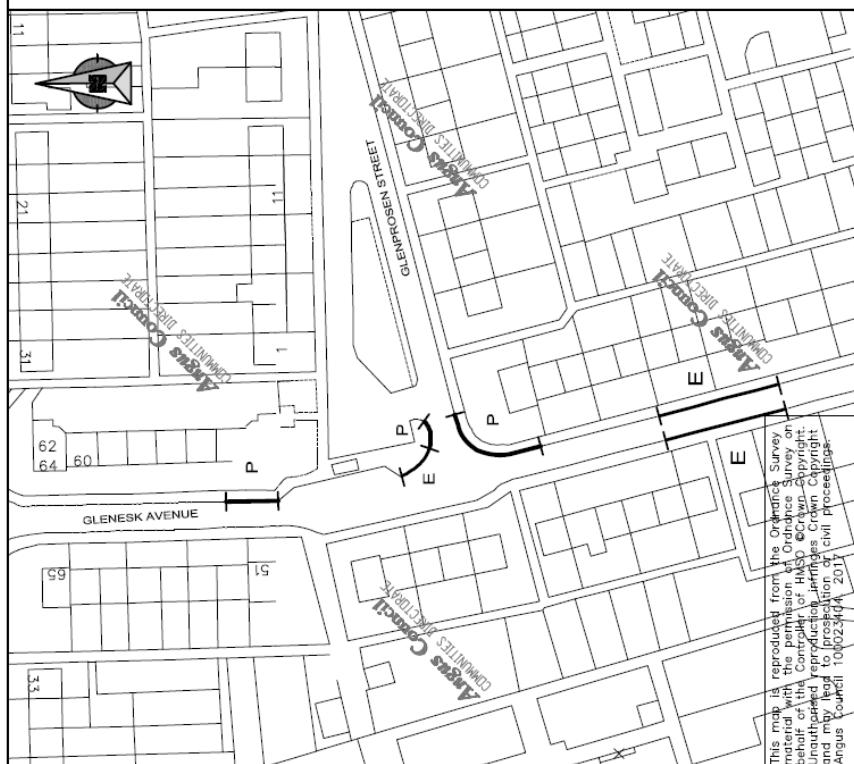 11
N
GLENPROSEN STREET
Angus Council
COMMUNITIES DIRECTORATE
21
11
Angus Council
COMMUNITIES DIRECTORATE
Angus Council
COMMUNITIES DIRECTORATE
31
1
E
P
P
62
64
60
P
E
E
GLENESK AVENUE
65
51
Angus Council
COMMUNITIES DIRECTORATE
33
This map is reproduced from the Ordnance Survey
material with the permission of Ordnance Survey on
behalf of the Controller of HMSO ©Crown Copyright.
Unauthorised reproduction infringes Crown Copyright
and may lead to prosecution or civil proceedings.
Angus Council 100023404, 2017